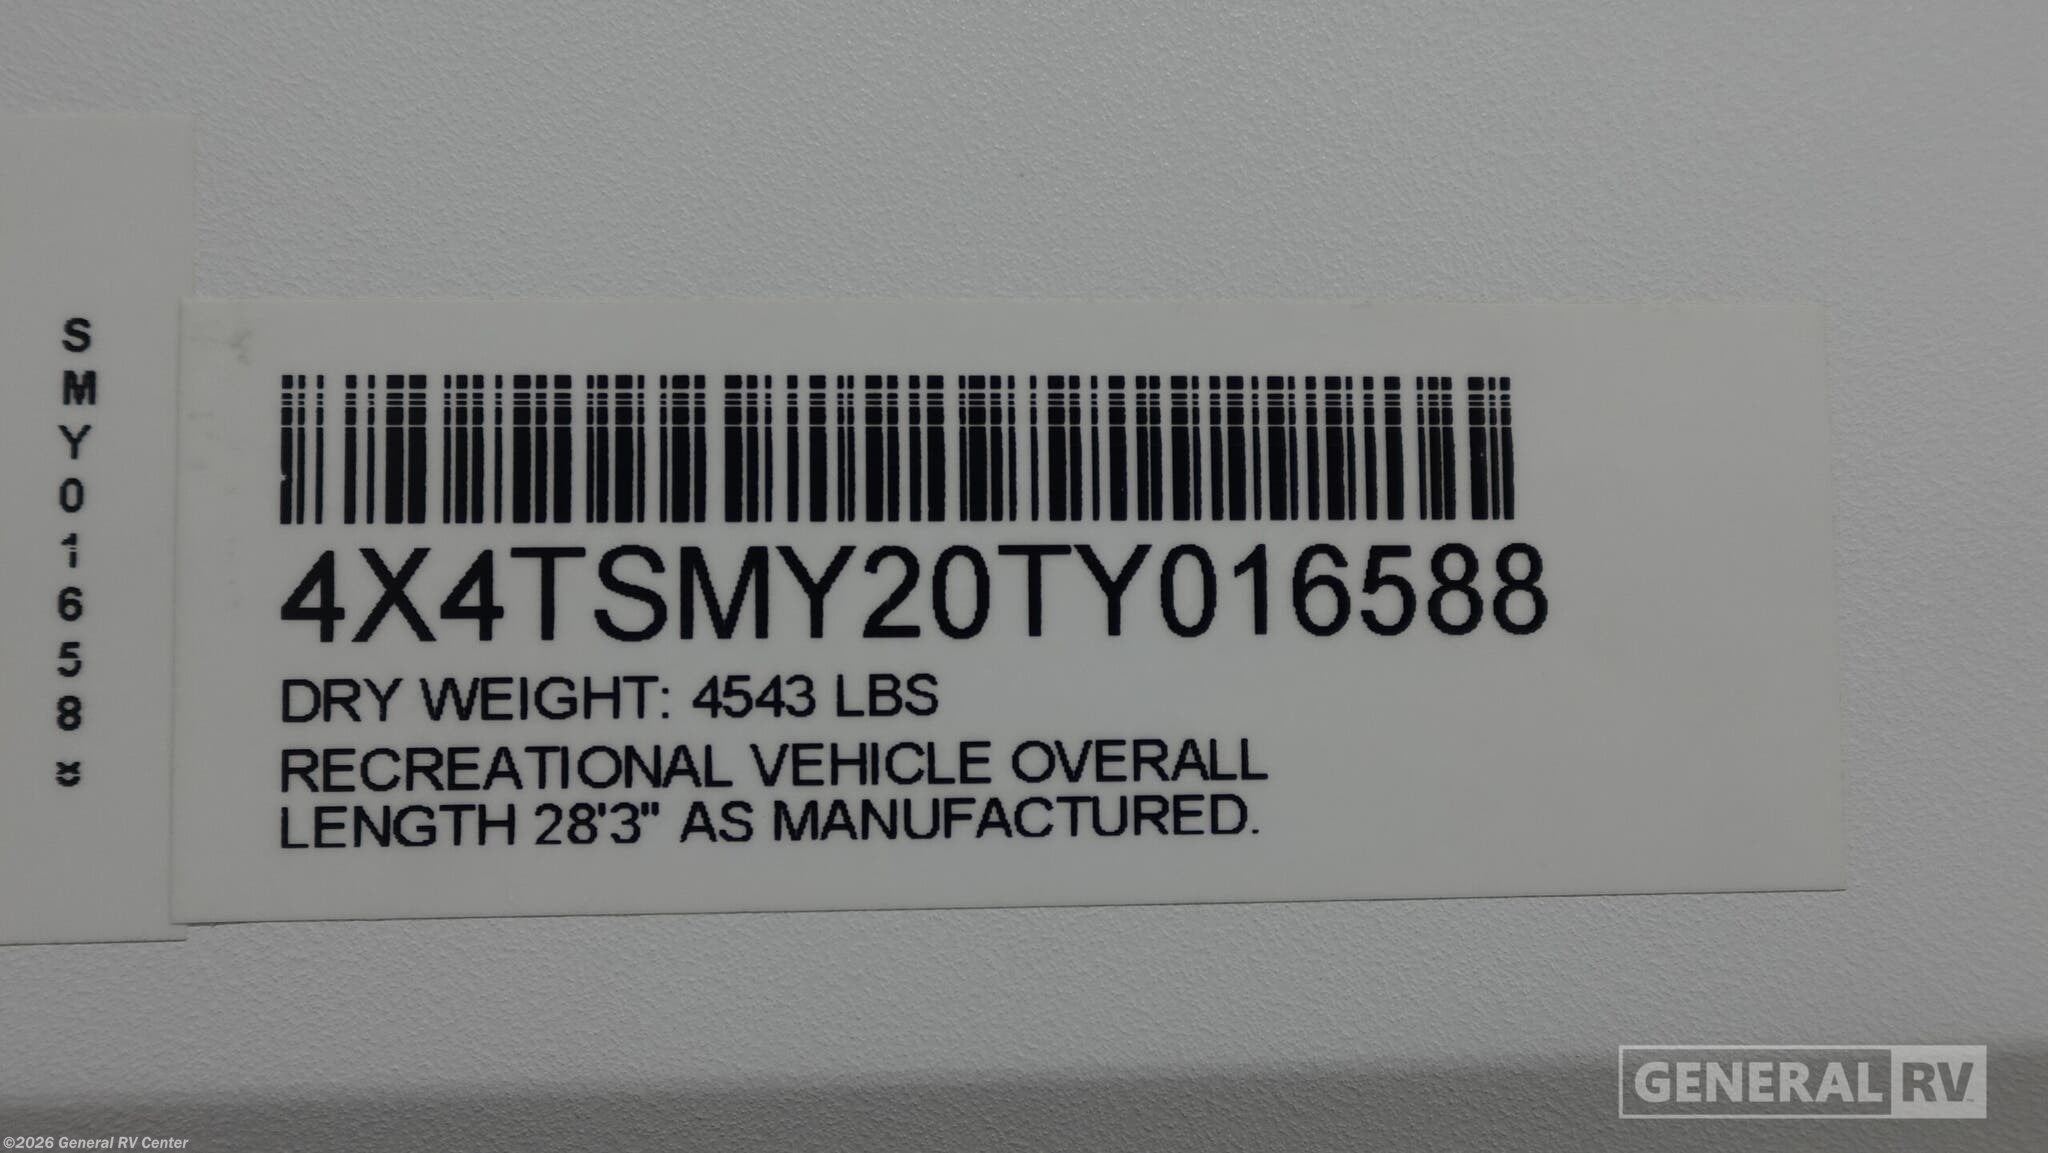 SMY016588
4X4TSMY20TY016588
DRY WEIGHT: 4543 LBS
RECREATIONAL VEHICLE OVERALL
LENGTH 28'3" AS MANUFACTURED.
GENERAL RV
©2026 General RV Center